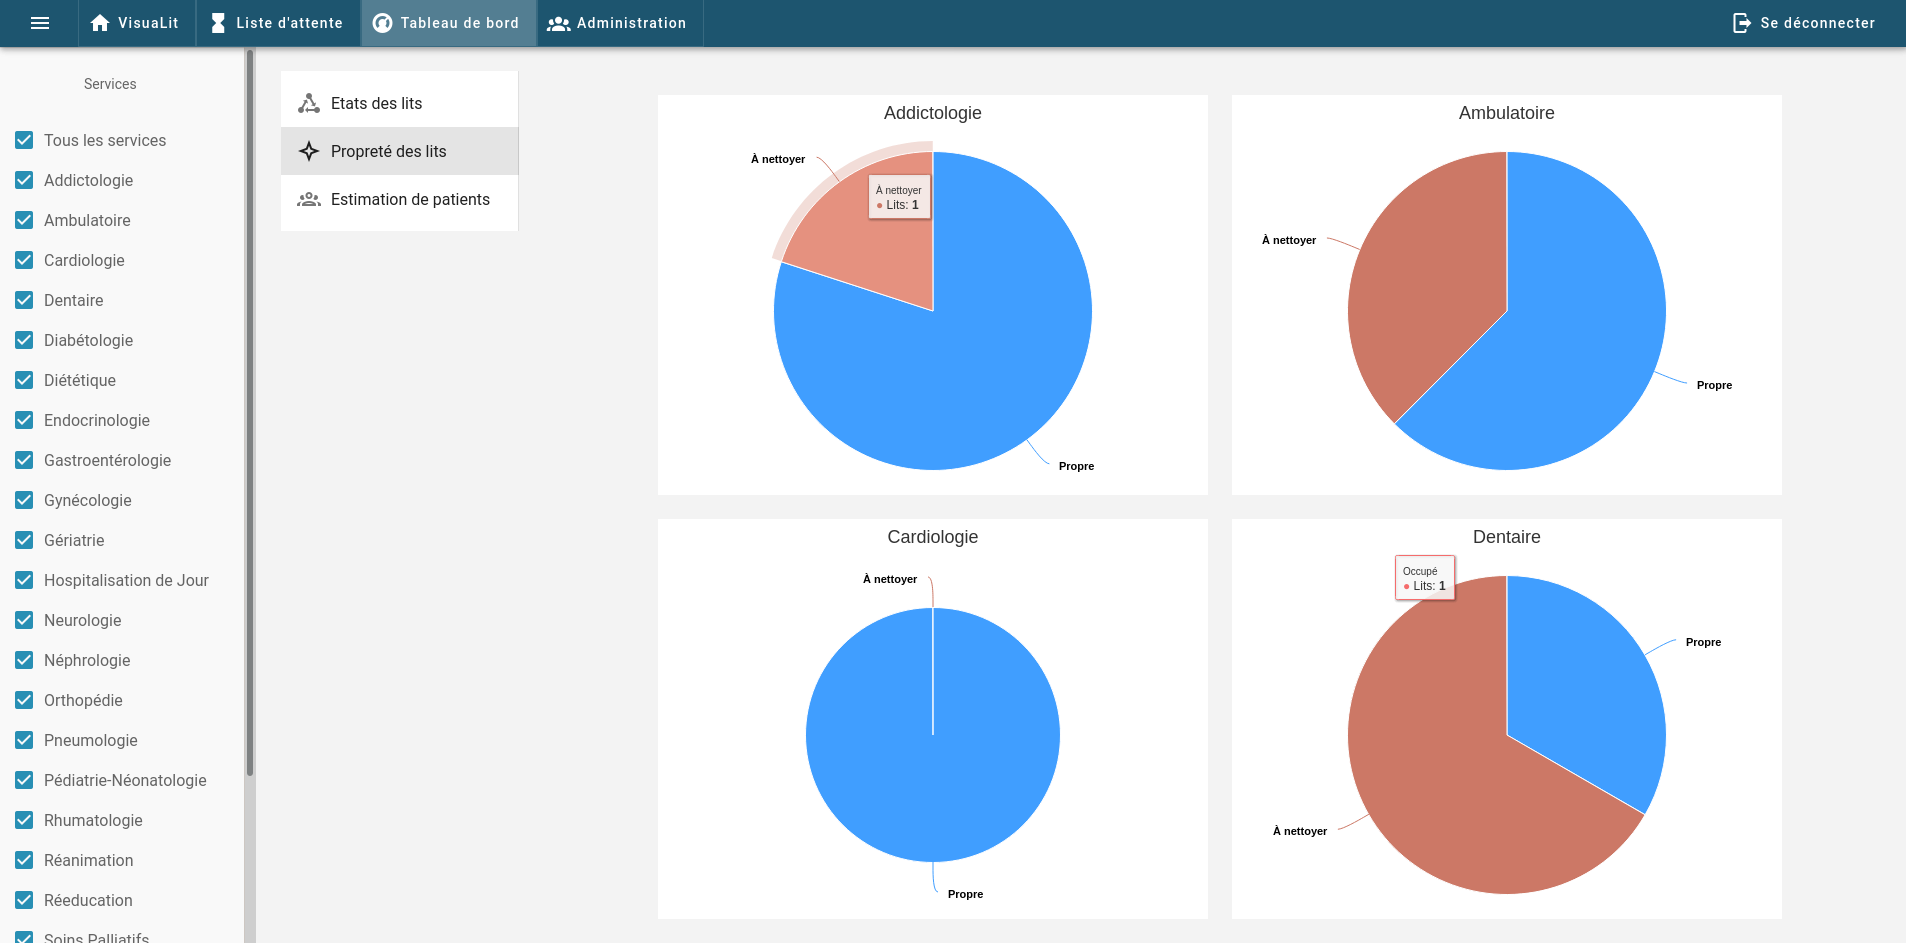 VisuaLit
Liste d'attente
Tableau de bord
Administration
Se déconnecter
Services
Tous les services
Addictologie
Ambulatoire
Cardiologie
Dentaire
Diabétologie
Diététique
Endocrinologie
Gastroentérologie
Gynécologie
Gériatrie
Hospitalisation de Jour
Neurologie
Néphrologie
Orthopédie
Pneumologie
Pédiatrie-Néonatologie
Rhumatologie
Réanimation
Rééducation
Soins Palliatifs
Etats des lits
Propreté des lits
Estimation de patients
Addictologie
À nettoyer
À nettoyer
● Lits: 1
Propre
Ambulatoire
À nettoyer
Propre
Cardiologie
À nettoyer
Propre
Dentaire
Occupé
● Lits: 1
Propre
À nettoyer